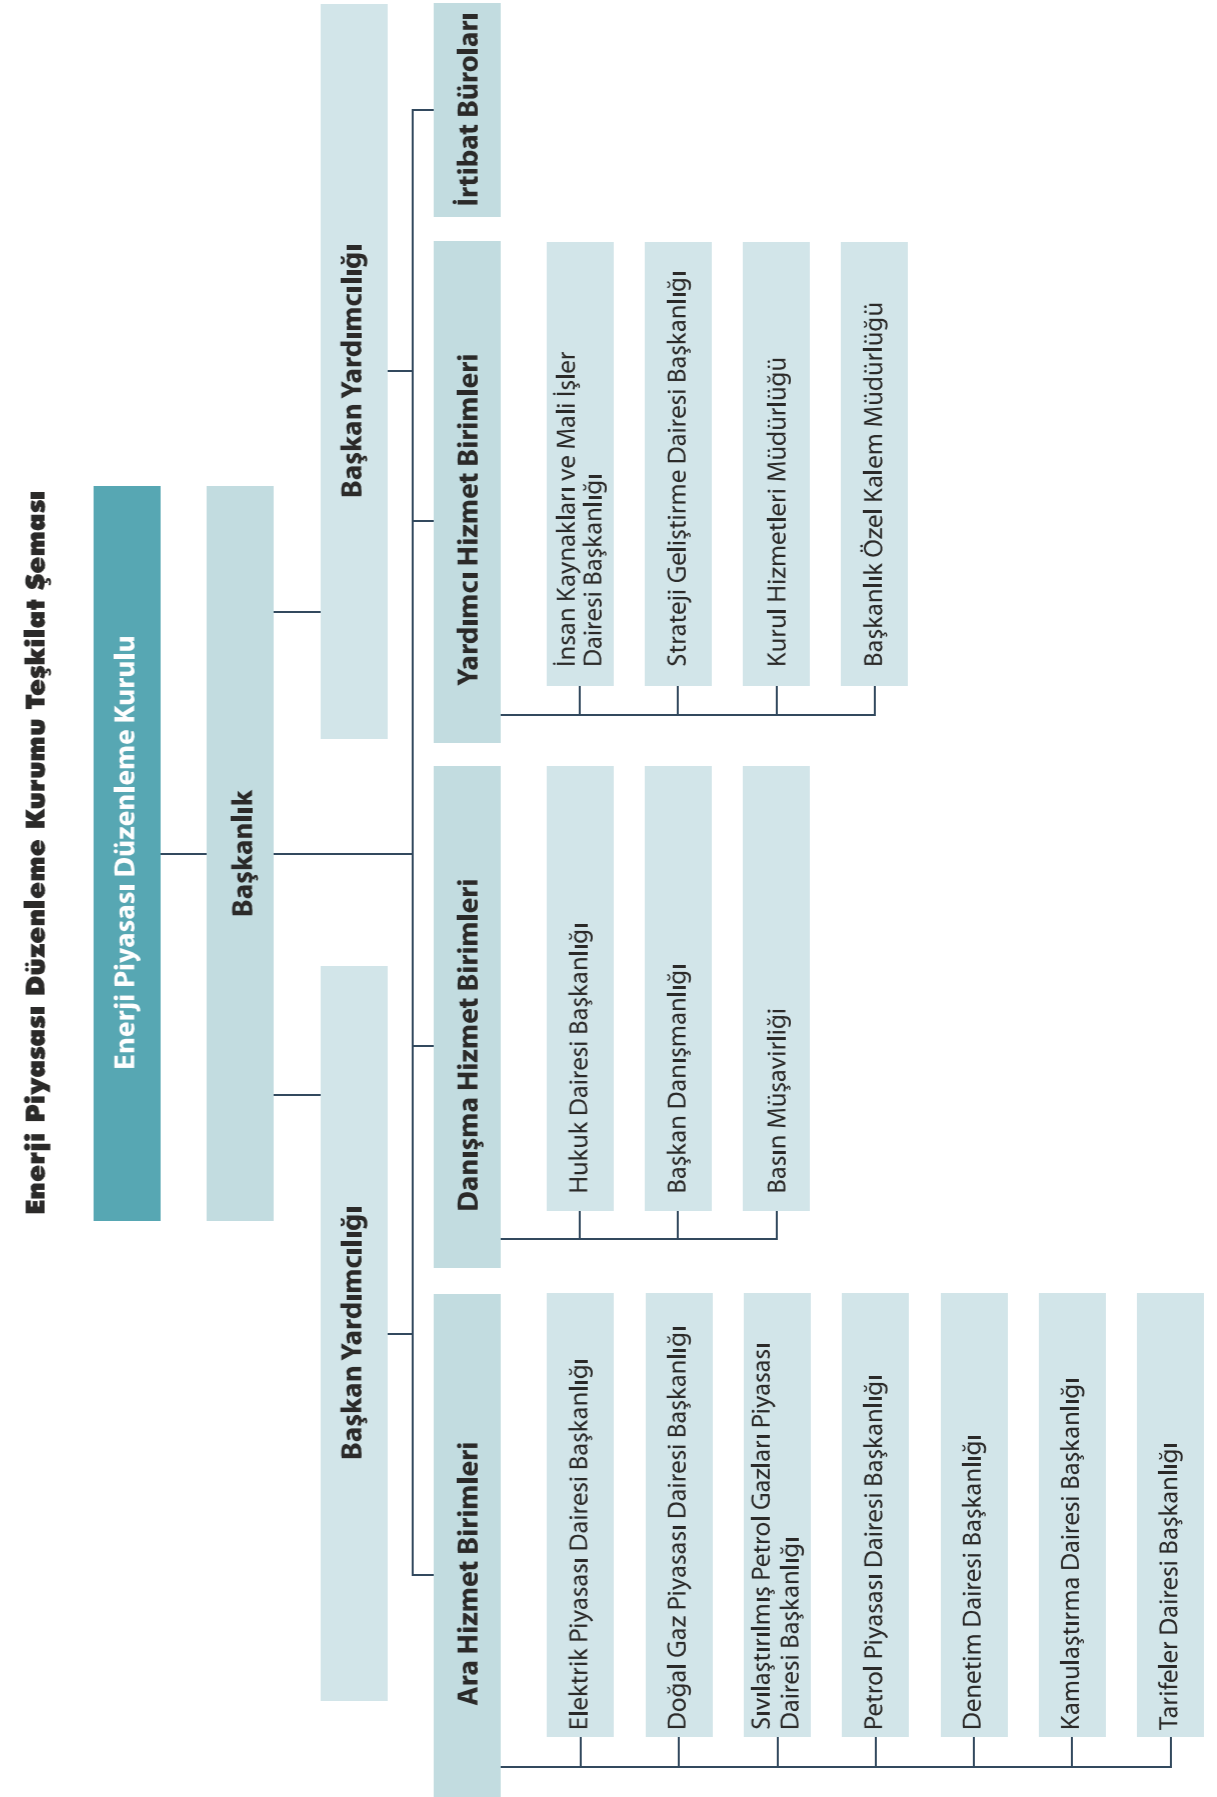 Enerji Piyasası Düzenleme Kurumu Teşkilat Şeması
Enerji Piyasası Düzenleme Kurulu
Başkanlık
Başkan Yardımcılığı
Başkan Yardımcılığı
Ara Hizmet Birimleri
Elektrik Piyasası Dairesi Başkanlığı
Doğal Gaz Piyasası Dairesi Başkanlığı
Sıvılaştırılmış Petrol Gazları Piyasası
Dairesi Başkanlığı
Petrol Piyasası Dairesi Başkanlığı
Denetim Dairesi Başkanlığı
Kamulaştırma Dairesi Başkanlığı
Tarifeler Dairesi Başkanlığı
Danışma Hizmet Birimleri
Hukuk Dairesi Başkanlığı
Başkan Danışmanlığı
Basın Müşavirliği
Yardımcı Hizmet Birimleri
İnsan Kaynakları ve Mali İşler
Dairesi Başkanlığı
Strateji Geliştirme Dairesi Başkanlığı
Kurul Hizmetleri Müdürlüğü
Başkanlık Özel Kalem Müdürlüğü
İrtibat Büroları